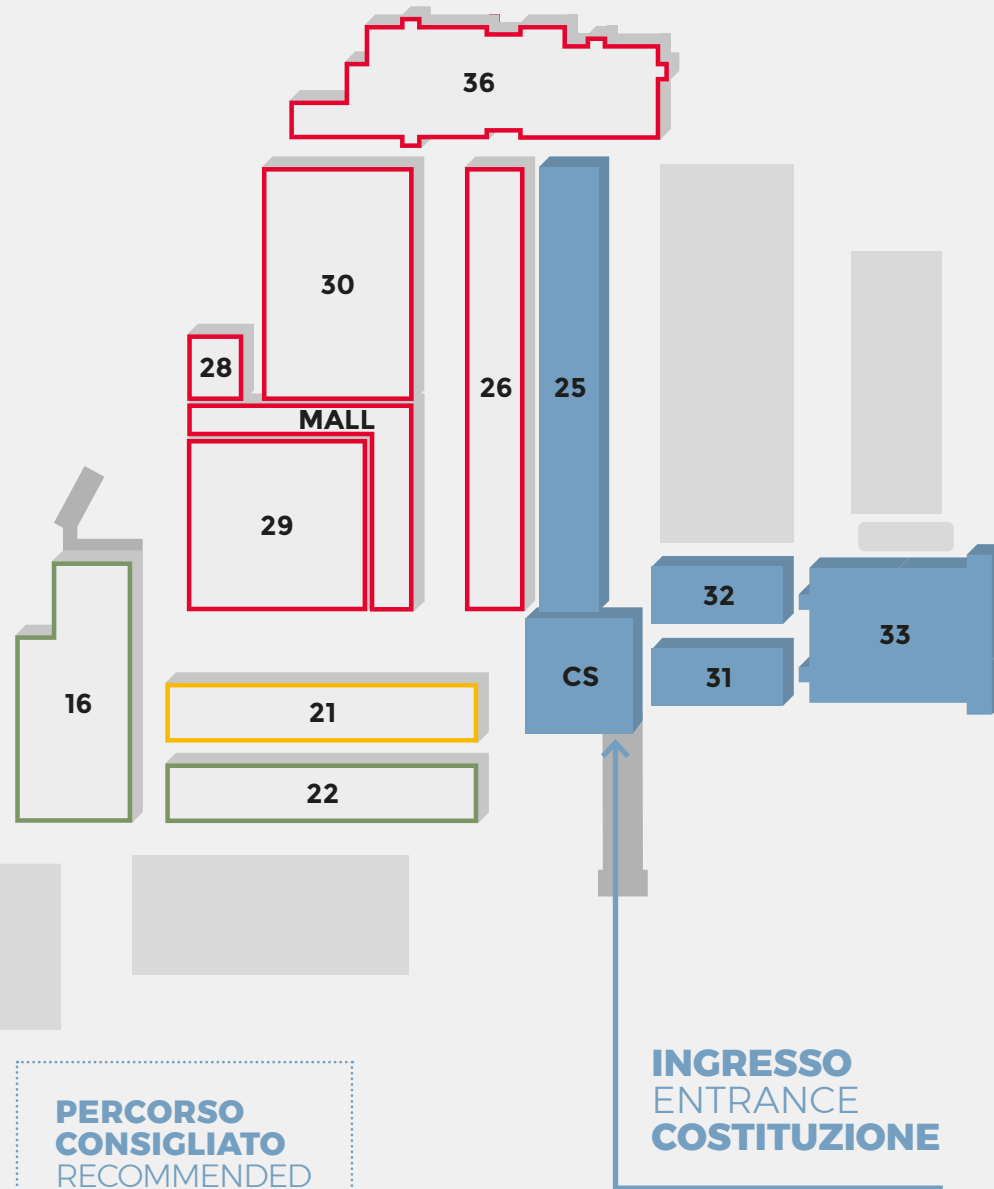 36
30
28
26
25
MALL
29
32
33
CS
31
16
21
22
INGRESSO
ENTRANCE
COSTITUZIONE
PERCORSO
CONSIGLIATO
RECOMMENDED